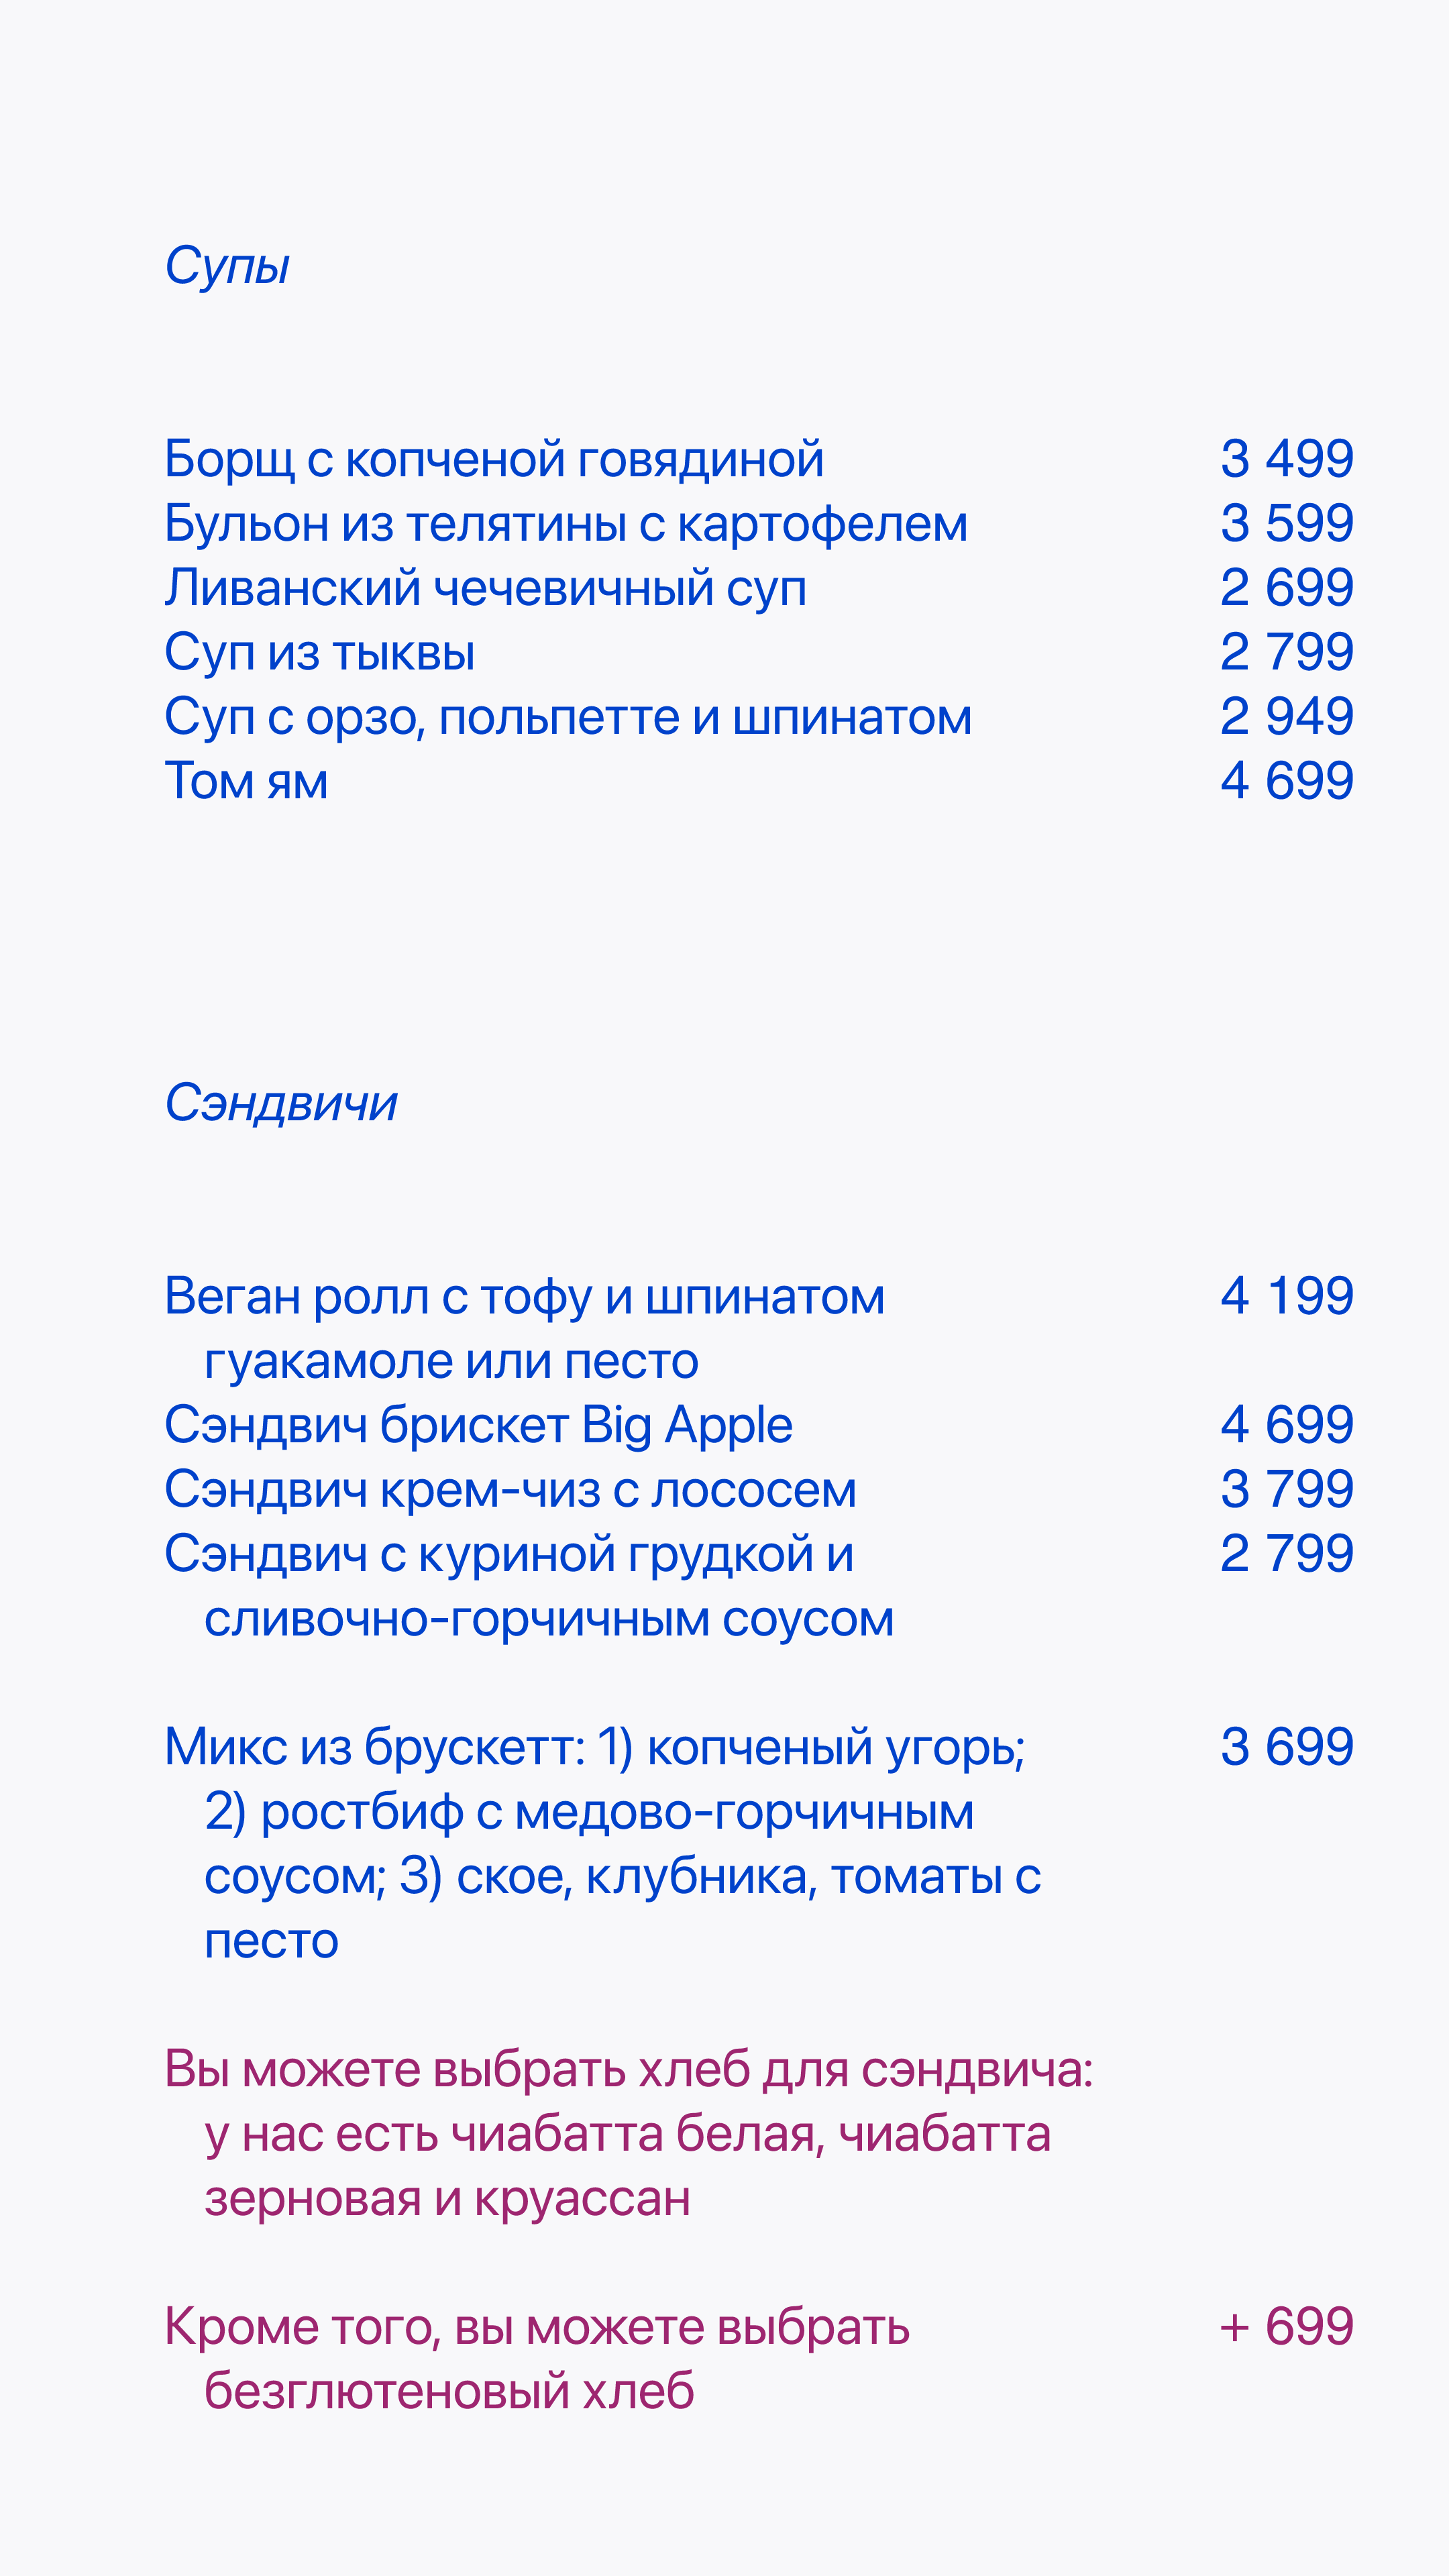 Супы
Борщ с копченой говядиной 3 499
Бульон из телятины с картофелем 3 599
Ливанский чечевичный суп 2 699
Суп из тыквы 2 799
Суп с орзо, польпетте и шпинатом 2 949
Том ям 4 699
Сэндвичи
Веган ролл с тофу и шпинатом 4 199
гуакамоле или песто
Сэндвич брискет Big Apple 4 699
Сэндвич крем-чиз с лососем 3 799
Сэндвич с куриной грудкой и 2 799
сливочно-горчичным соусом
Микс из брускетт: 1) копченый угорь; 3 699
2) ростбиф с медово-горчичным
соусом; 3) ское, клубника, томаты с
песто
Вы можете выбрать хлеб для сэндвича:
у нас есть чиабатта белая, чиабатта
зерновая и круассан
Кроме того, вы можете выбрать + 699
безглютеновый хлеб